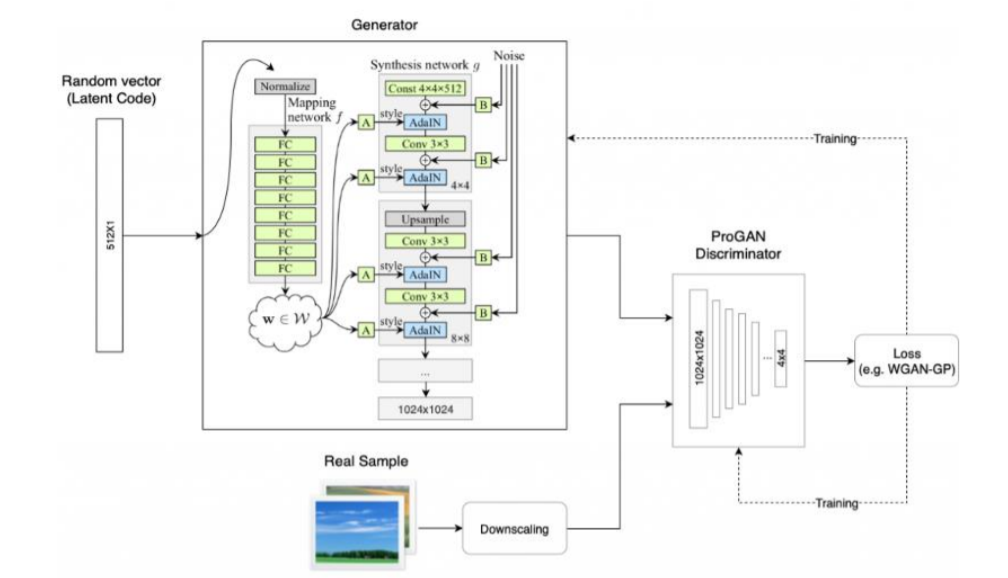 Generator
Random vector
(Latent Code)
512X1
Normalize
Mapping
network f
FC
FC
FC
FC
FC
FC
FC
FC
w ∈ W
Synthesis network g
Noise
Const 4×4×512
B
style
A
AdaIN
Conv 3×3
B
style
A
AdaIN
4×4
Upsample
Conv 3×3
B
style
A
AdaIN
Conv 3×3
B
style
A
AdaIN
8×8
...
1024x1024
Training
ProGAN
Discriminator
1024x1024
...
4x4
Loss
(e.g. WGAN-GP)
Training
Real Sample
Downscaling